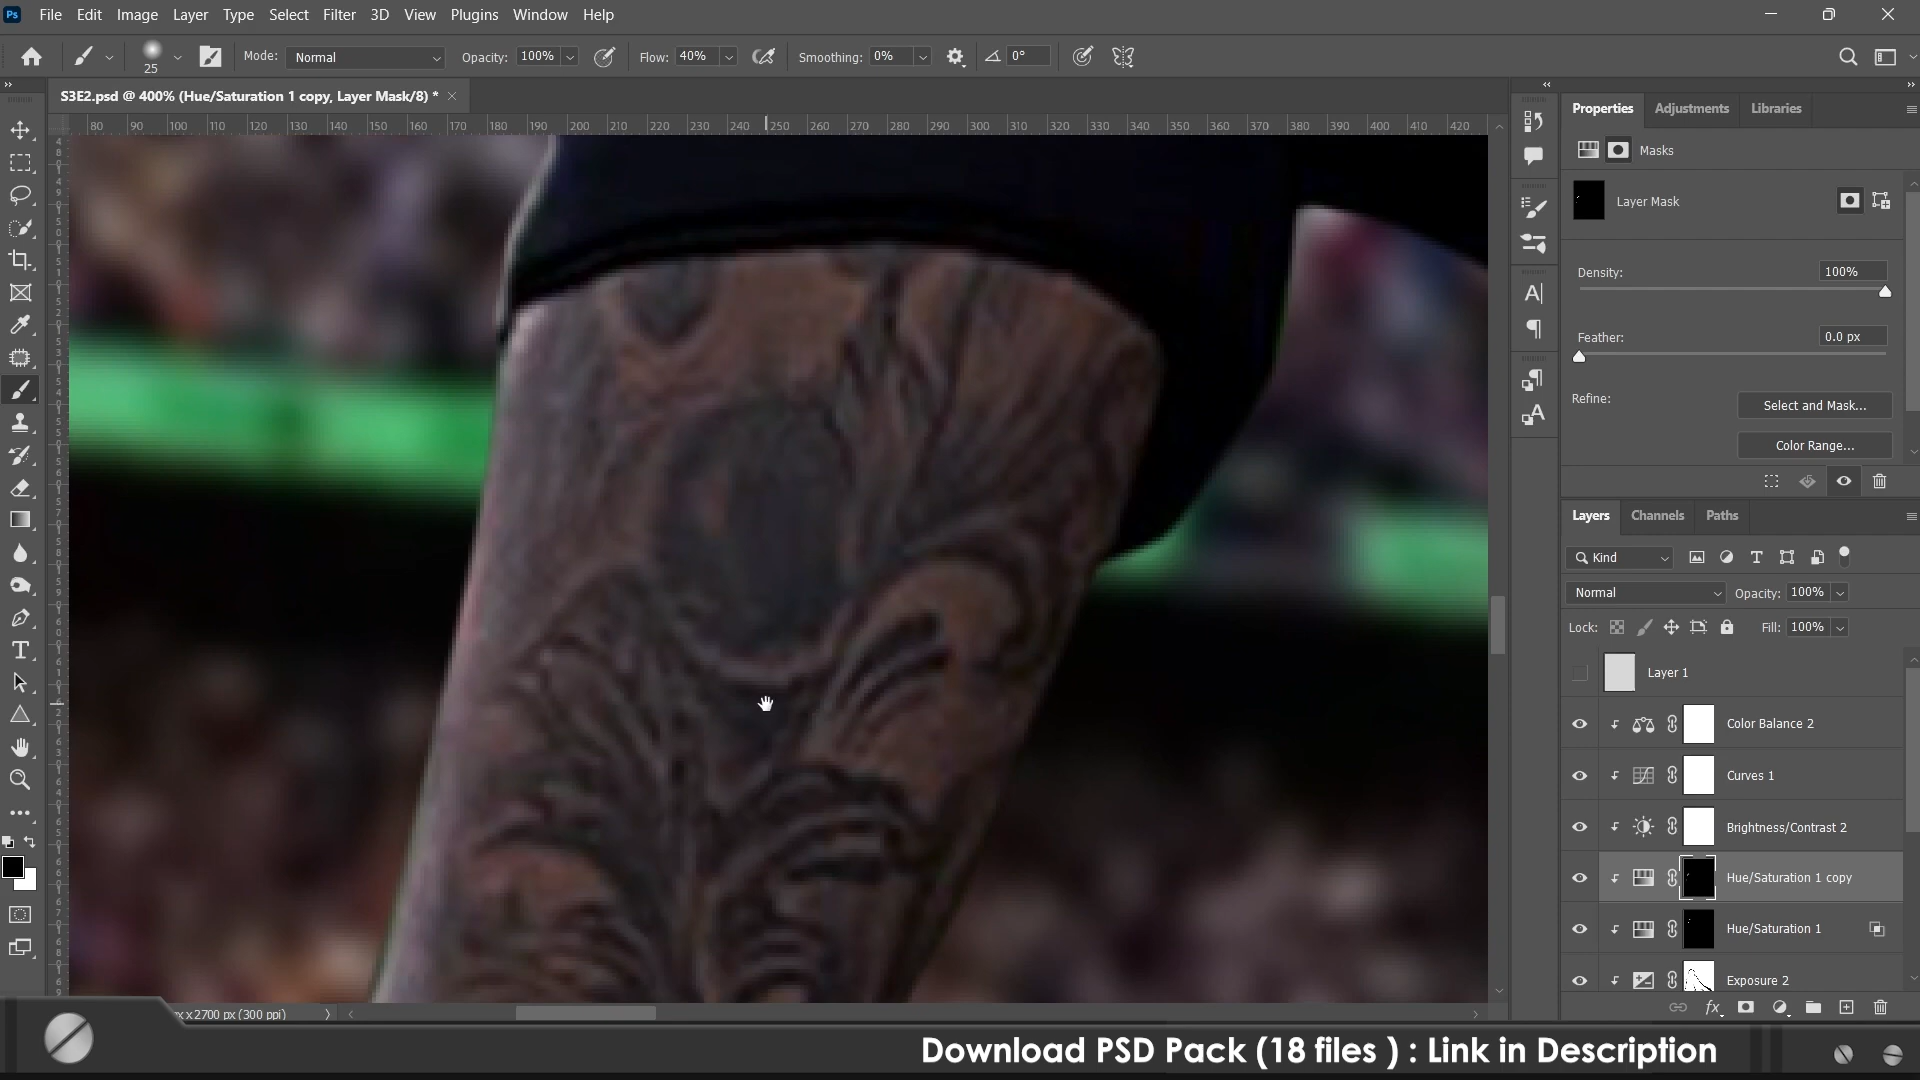 Ps File Edit Image Layer Type Select Filter 3D View Plugins Window Help
25 Mode: Normal Opacity: 100% Flow: 40% Smoothing: 0% 0°
S3E2.psd @ 400% (Hue/Saturation 1 copy, Layer Mask/8) *
80 90 100 110 120 130 140 150 160 170 180 190 200 210 220 230 240 250 260 270 280 290 300 310 320 330 340 350 360 370 380 390 400 410 420
Properties Adjustments Libraries
Masks
Layer Mask
Density: 100%
Feather: 0.0 px
Refine: Select and Mask...
Color Range...
Layers Channels Paths
Kind
Normal Opacity: 100%
Lock: Fill: 100%
Layer 1
Color Balance 2
Curves 1
Brightness/Contrast 2
Hue/Saturation 1 copy
Hue/Saturation 1
Exposure 2
x 2700 px (300 ppi)
Download PSD Pack (18 files ) : Link in Description